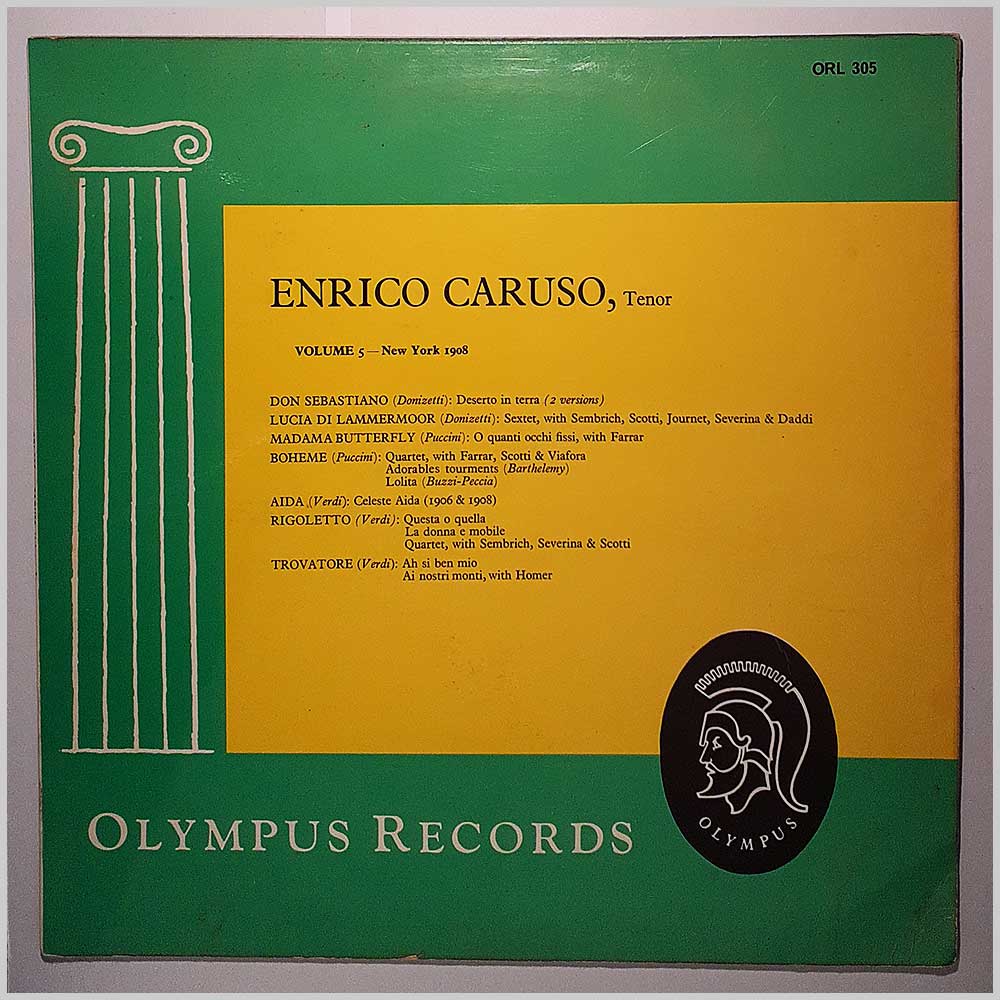 ORL 305
ENRICO CARUSO, Tenor
VOLUME 5—New York 1908
DON SEBASTIANO (Donizetti): Deserto in terra (2 versions)
LUCIA DI LAMMERMOOR (Donizetti): Sextet, with Sembrich, Scotti, Journet, Severina & Daddi
MADAMA BUTTERFLY (Puccini): O quanti occhi fissi, with Farrar
BOHEME (Puccini): Quartet, with Farrar, Scotti & Viafora
Adorables tourments (Barthelemy)
Lolita (Buzzi-Peccia)
AIDA (Verdi): Celeste Aida (1906 & 1908)
RIGOLETTO (Verdi): Questa o quella
La donna e mobile
Quartet, with Sembrich, Severina & Scotti
TROVATORE (Verdi): Ah si ben mio
Ai nostri monti, with Homer
OLYMPUS RECORDS
OLYMPUS